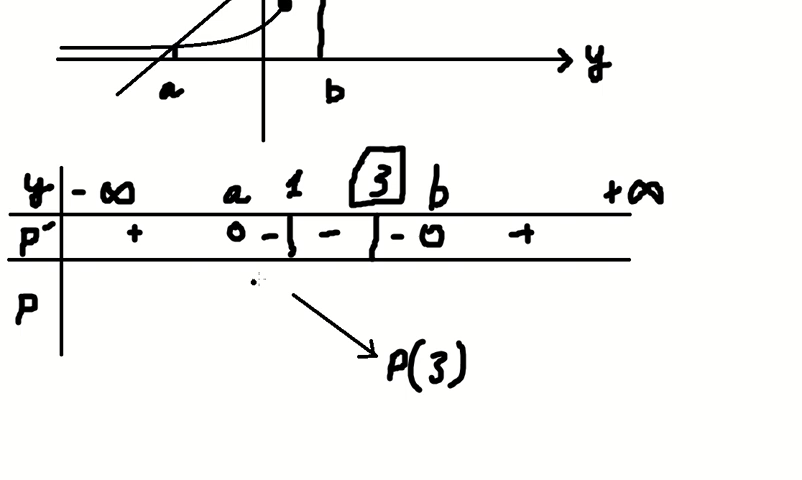 y
a b
y -∞ a 1 3 b +∞
P' + 0 - | - | - 0 +
P
P(3)